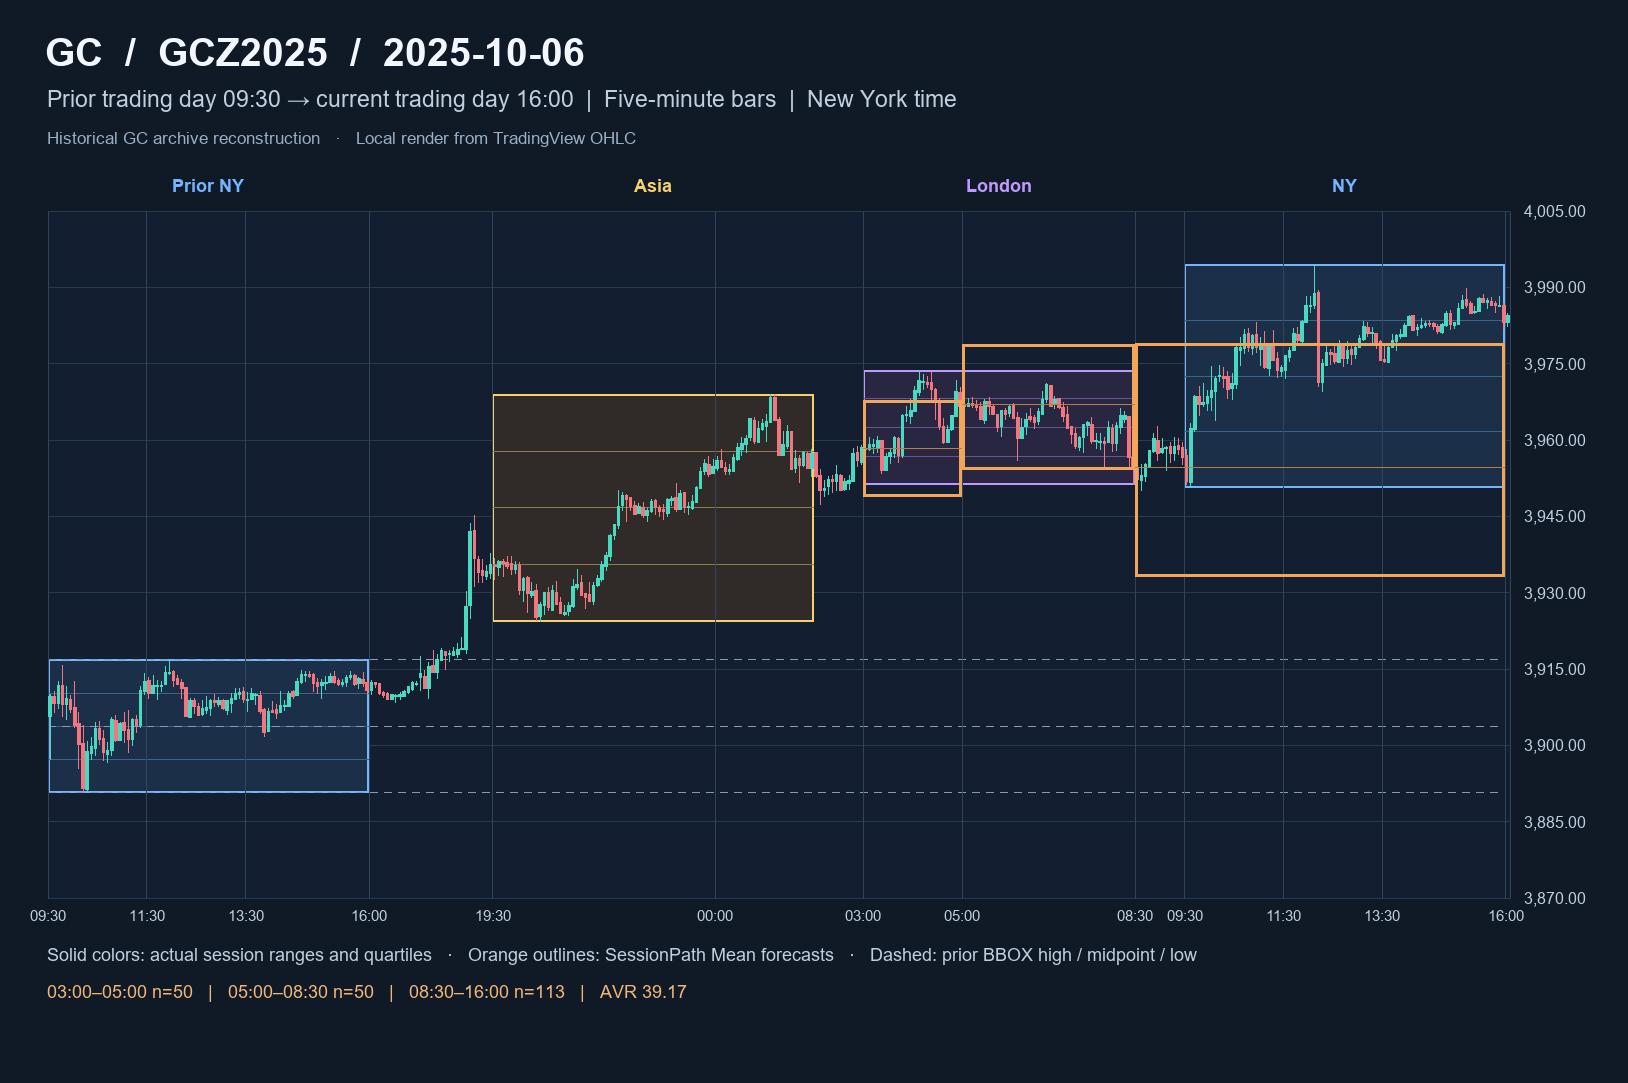 GC / GCZ2025 / 2025-10-06
Prior trading day 09:30 → current trading day 16:00 | Five-minute bars | New York time
Historical GC archive reconstruction · Local render from TradingView OHLC
Prior NY Asia London NY
4,005.00
3,990.00
3,975.00
3,960.00
3,945.00
3,930.00
3,915.00
3,900.00
3,885.00
3,870.00
09:30 11:30 13:30 16:00 19:30 00:00 03:00 05:00 08:30 09:30 11:30 13:30 16:00
Solid colors: actual session ranges and quartiles · Orange outlines: SessionPath Mean forecasts · Dashed: prior BBOX high / midpoint / low
03:00–05:00 n=50 | 05:00–08:30 n=50 | 08:30–16:00 n=113 | AVR 39.17